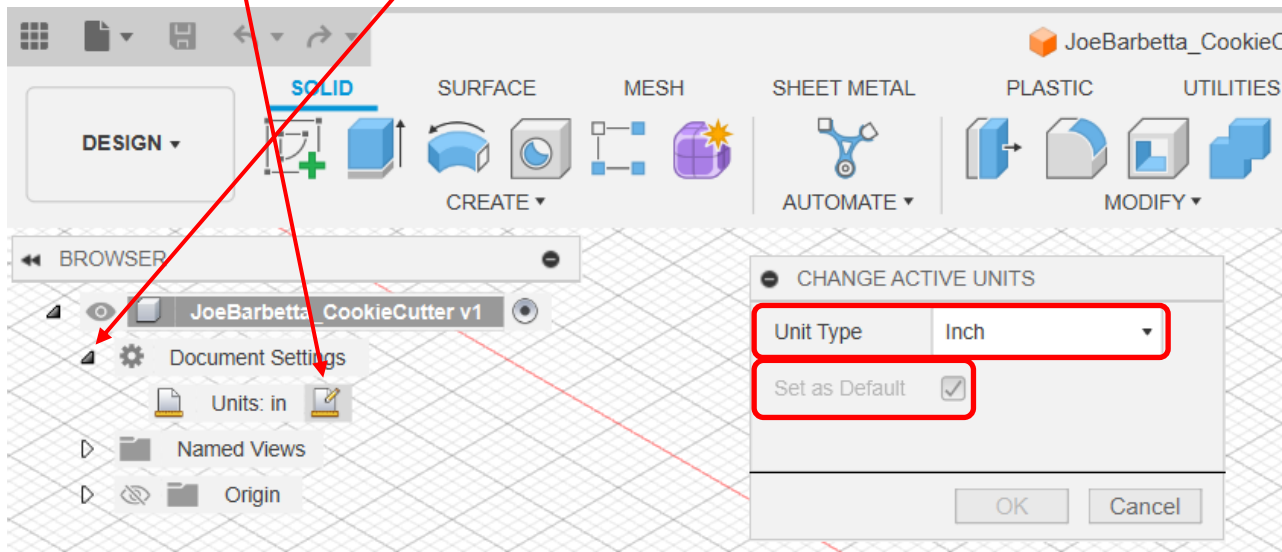 JoeBarbetta_CookieC
SOLID SURFACE MESH SHEET METAL PLASTIC UTILITIES
DESIGN
CREATE AUTOMATE MODIFY
BROWSER
JoeBarbetta_CookieCutter v1
Document Settings
Units: in
Named Views
Origin
CHANGE ACTIVE UNITS
Unit Type Inch
Set as Default
OK Cancel